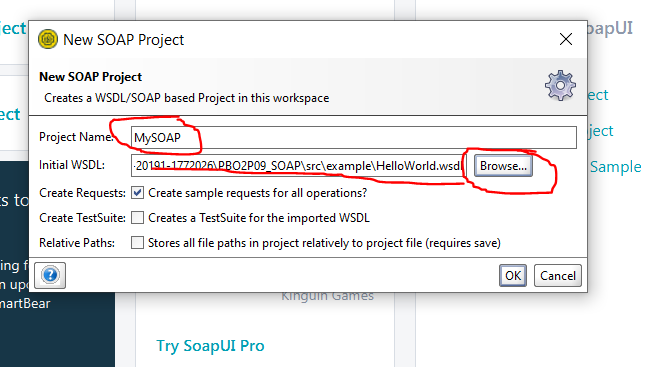 New SOAP Project
oapUI
oject
New SOAP Project
Creates a WSDL/SOAP based Project in this workspace
ect
Project Name: MySOAP
ject
ect
Initial WSDL: -20191-1772026\PBO2P09_SOAP\src\example\HelloWorld.wsdl Browse...
Sample
Create Requests: Create sample requests for all operations?
s to
Create TestSuite: Creates a TestSuite for the imported WSDL
Relative Paths: Stores all file paths in project relatively to project file (requires save)
ing f
m upd
OK Cancel
martBear
Kinguin Games
Try SoapUI Pro